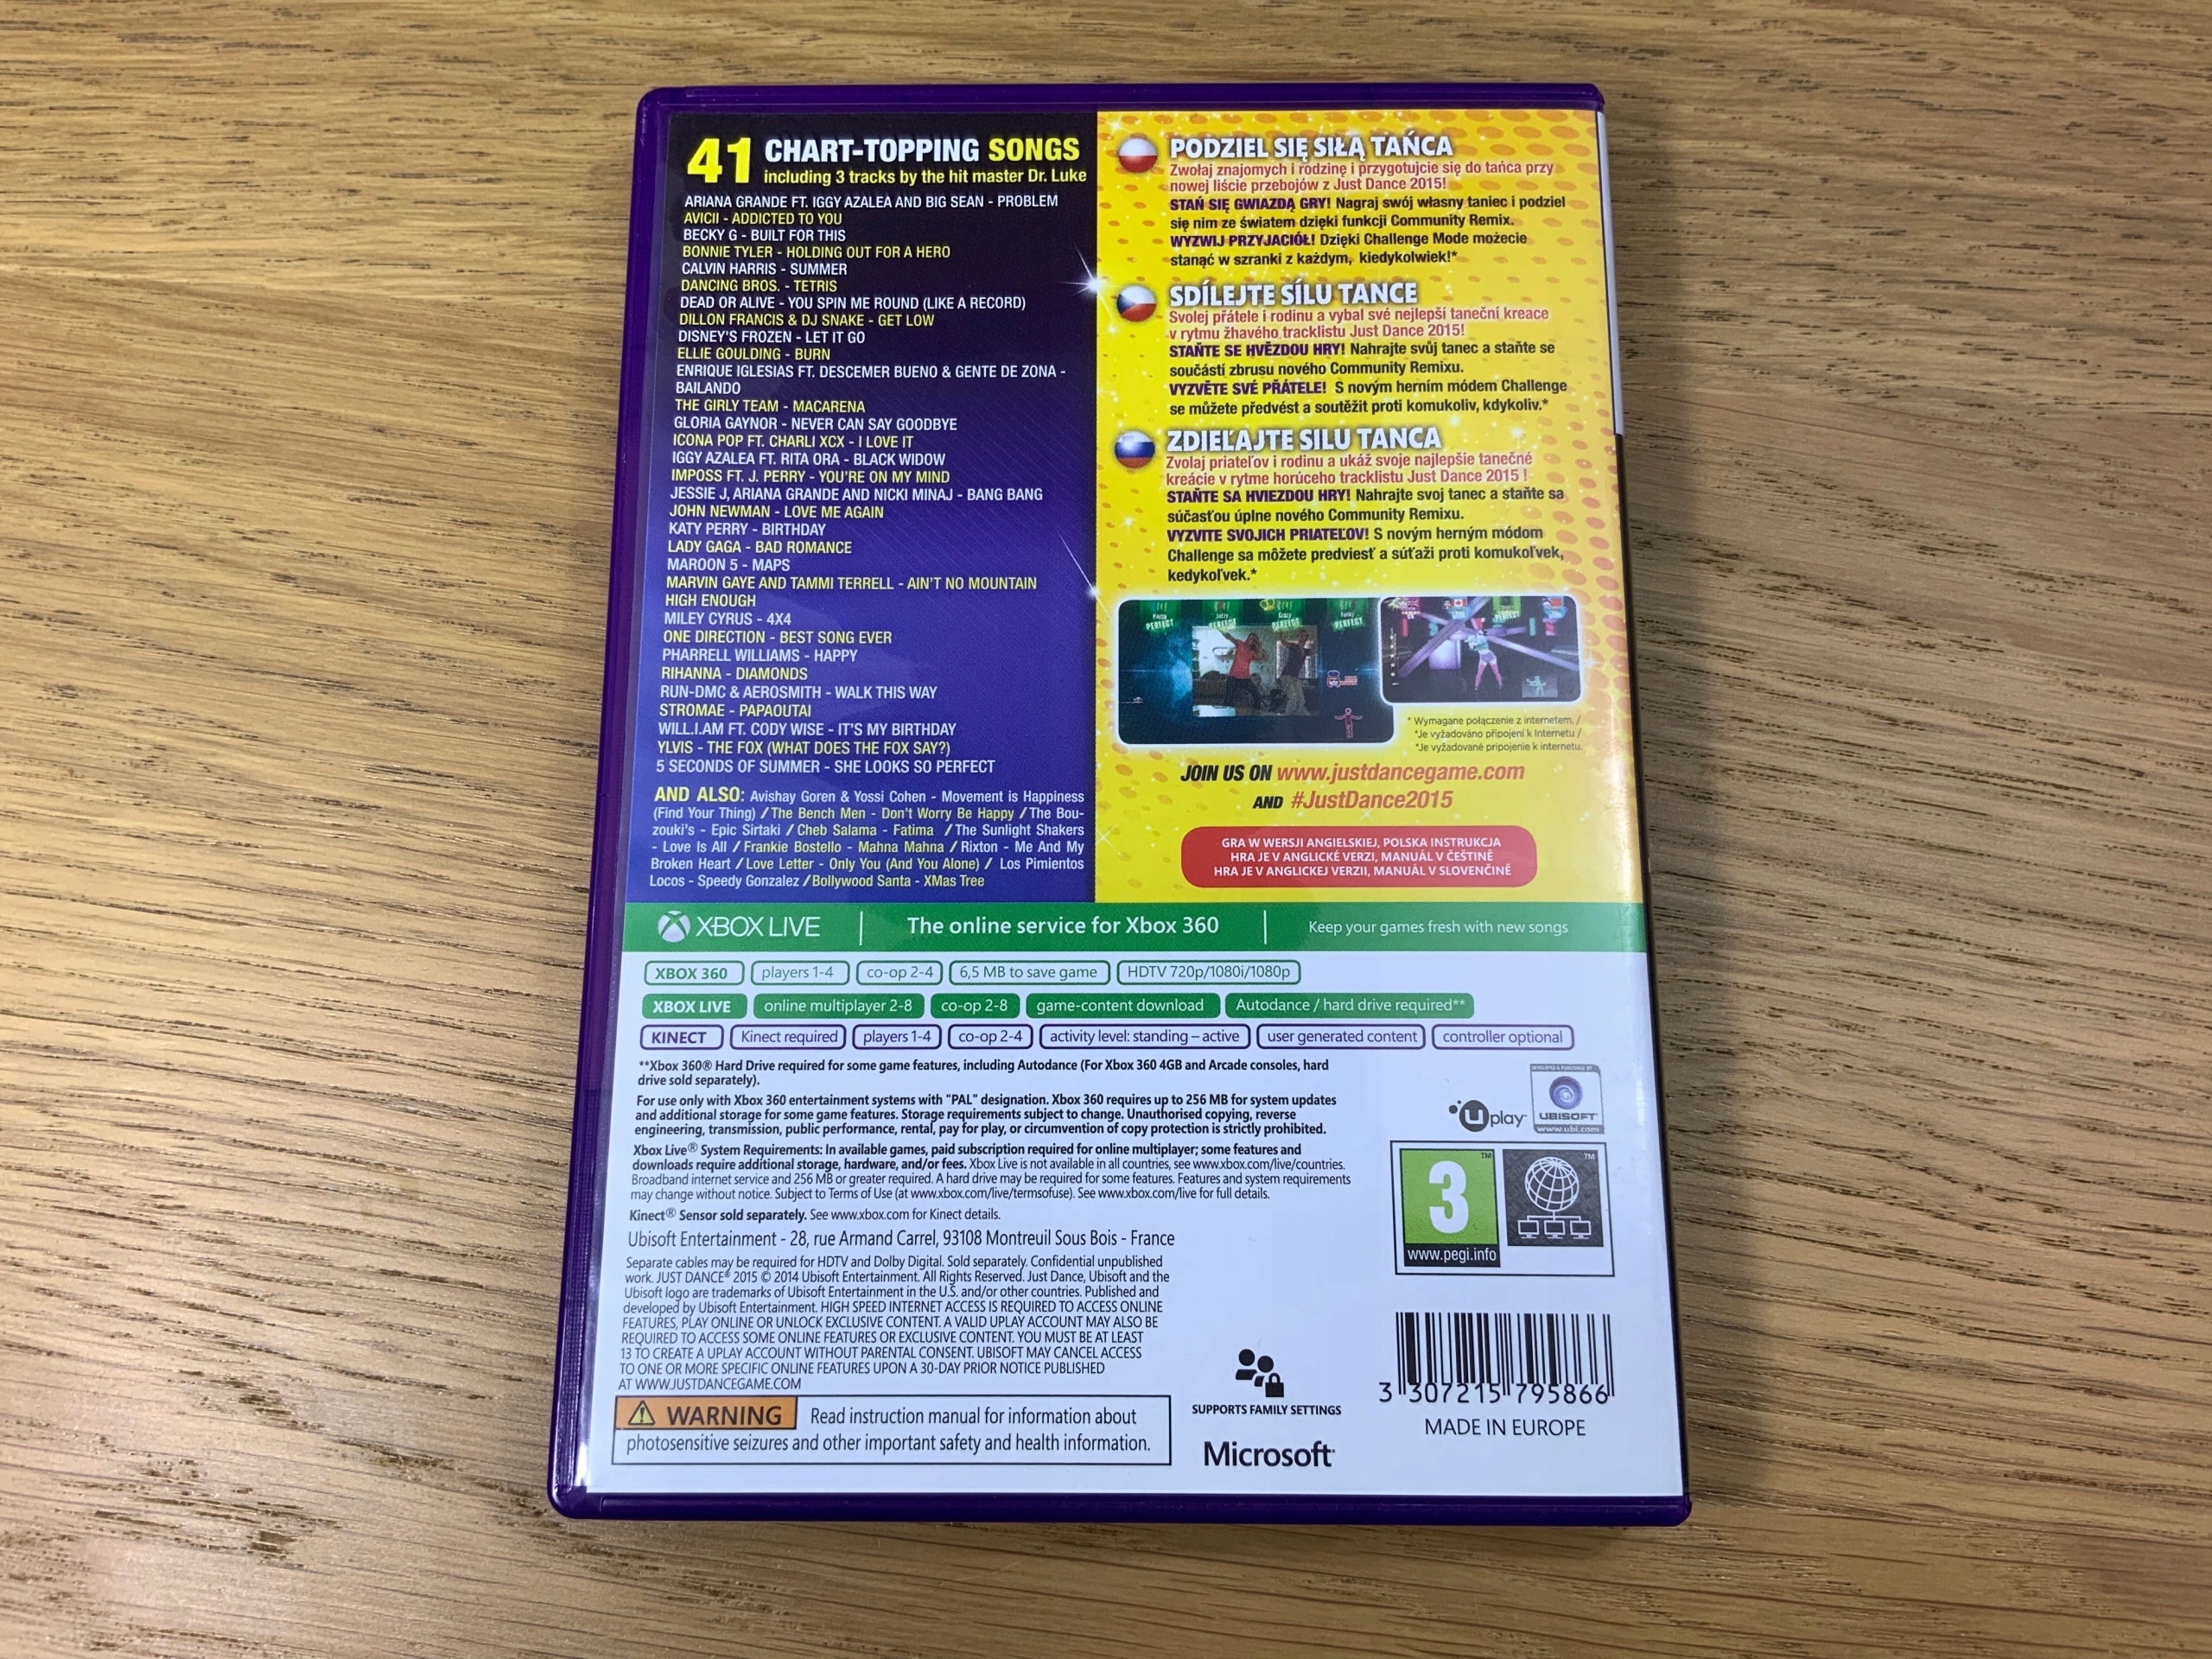 41 CHART-TOPPING SONGS
including 3 tracks by the hit master Dr. Luke
ARIANA GRANDE FT. IGGY AZALEA AND BIG SEAN - PROBLEM
AVICII - ADDICTED TO YOU
BECKY G - BUILT FOR THIS
BONNIE TYLER - HOLDING OUT FOR A HERO
CALVIN HARRIS - SUMMER
DANCING BROS. - TETRIS
DEAD OR ALIVE - YOU SPIN ME ROUND (LIKE A RECORD)
DILLON FRANCIS & DJ SNAKE - GET LOW
DISNEY'S FROZEN - LET IT GO
ELLIE GOULDING - BURN
ENRIQUE IGLESIAS FT. DESCEMER BUENO & GENTE DE ZONA -
BAILANDO
THE GIRLY TEAM - MACARENA
GLORIA GAYNOR - NEVER CAN SAY GOODBYE
ICONA POP FT. CHARLI XCX - I LOVE IT
IGGY AZALEA FT. RITA ORA - BLACK WIDOW
IMPOSS FT. J. PERRY - YOU'RE ON MY MIND
JESSIE J, ARIANA GRANDE AND NICKI MINAJ - BANG BANG
JOHN NEWMAN - LOVE ME AGAIN
KATY PERRY - BIRTHDAY
LADY GAGA - BAD ROMANCE
MAROON 5 - MAPS
MARVIN GAYE AND TAMMI TERRELL - AIN'T NO MOUNTAIN
HIGH ENOUGH
MILEY CYRUS - 4X4
ONE DIRECTION - BEST SONG EVER
PHARRELL WILLIAMS - HAPPY
RIHANNA - DIAMONDS
RUN-DMC & AEROSMITH - WALK THIS WAY
STROMAE - PAPAOUTAI
WILL.I.AM FT. CODY WISE - IT'S MY BIRTHDAY
YLVIS - THE FOX (WHAT DOES THE FOX SAY?)
5 SECONDS OF SUMMER - SHE LOOKS SO PERFECT
AND ALSO: Avishay Goren & Yossi Cohen - Movement is Happiness
(Find Your Thing) / The Bench Men - Don't Worry Be Happy / The Bou-
zouki's - Epic Sirtaki / Cheb Salama - Fatima / The Sunlight Shakers
- Love Is All / Frankie Bostello - Mahna Mahna / Rixton - Me And My
Broken Heart / Love Letter - Only You (And You Alone) / Los Pimientos
Locos - Speedy Gonzalez / Bollywood Santa - XMas Tree
PODZIEL SIĘ SIŁĄ TAŃCA
Zwołaj znajomych i rodzinę i przygotujcie się do tańca przy
nowej liście przebojów z Just Dance 2015!
STAŃ SIĘ GWIAZDĄ GRY! Nagraj swój własny taniec i podziel
się nim ze światem dzięki funkcji Community Remix.
WYZWIJ PRZYJACIÓŁ! Dzięki Challenge Mode możecie
stanąć w szranki z każdym, kiedykolwiek!*
SDÍLEJTE SÍLU TANCE
Svolej přátele i rodinu a vybal své nejlepší taneční kreace
v rytmu žhavého tracklistu Just Dance 2015!
STAŇTE SE HVĚZDOU HRY! Nahrajte svůj tanec a staňte se
součástí zbrusu nového Community Remixu.
VYZVĚTE SVÉ PŘÁTELE! S novým herním módem Challenge
se můžete předvést a soutěžit proti komukoliv, kdykoliv.*
ZDIEĽAJTE SILU TANCA
Zvolaj priateľov i rodinu a ukáž svoje najlepšie tanečné
kreácie v rytme horúceho tracklistu Just Dance 2015 !
STAŇTE SA HVIEZDOU HRY! Nahrajte svoj tanec a staňte sa
súčasťou úplne nového Community Remixu.
VYZVITE SVOJICH PRIATEĽOV! S novým herným módom
Challenge sa môžete predviesť a súťaži proti komukoľvek,
kedykoľvek.*
PERFECT PERFECT PERFECT PERFECT
* Wymagane połączenie z internetem. /
*Je vyžadováno připojení k Internetu /
*Je vyžadované pripojenie k internetu.
JOIN US ON www.justdancegame.com
AND #JustDance2015
GRA W WERSJI ANGIELSKIEJ, POLSKA INSTRUKCJA
HRA JE V ANGLICKÉ VERZI, MANUÁL V ČEŠTINĚ
HRA JE V ANGLICKEJ VERZII, MANUÁL V SLOVENČINĚ
XBOX LIVE | The online service for Xbox 360 | Keep your games fresh with new songs
XBOX 360 players 1-4 co-op 2-4 6,5 MB to save game HDTV 720p/1080i/1080p
XBOX LIVE online multiplayer 2-8 co-op 2-8 game-content download Autodance / hard drive required**
KINECT Kinect required players 1-4 co-op 2-4 activity level: standing – active user generated content controller optional
**Xbox 360® Hard Drive required for some game features, including Autodance (For Xbox 360 4GB and Arcade consoles, hard
drive sold separately).
For use only with Xbox 360 entertainment systems with "PAL" designation. Xbox 360 requires up to 256 MB for system updates
and additional storage for some game features. Storage requirements subject to change. Unauthorised copying, reverse
engineering, transmission, public performance, rental, pay for play, or circumvention of copy protection is strictly prohibited.
Xbox Live® System Requirements: In available games, paid subscription required for online multiplayer; some features and
downloads require additional storage, hardware, and/or fees. Xbox Live is not available in all countries, see www.xbox.com/live/countries.
Broadband internet service and 256 MB or greater required. A hard drive may be required for some features. Features and system requirements
may change without notice. Subject to Terms of Use (at www.xbox.com/live/termsofuse). See www.xbox.com/live for full details.
Kinect® Sensor sold separately. See www.xbox.com for Kinect details.
Ubisoft Entertainment - 28, rue Armand Carrel, 93108 Montreuil Sous Bois - France
Separate cables may be required for HDTV and Dolby Digital. Sold separately. Confidential unpublished
work. JUST DANCE® 2015 © 2014 Ubisoft Entertainment. All Rights Reserved. Just Dance, Ubisoft and the
Ubisoft logo are trademarks of Ubisoft Entertainment in the U.S. and/or other countries. Published and
developed by Ubisoft Entertainment. HIGH SPEED INTERNET ACCESS IS REQUIRED TO ACCESS ONLINE
FEATURES, PLAY ONLINE OR UNLOCK EXCLUSIVE CONTENT. A VALID UPLAY ACCOUNT MAY ALSO BE
REQUIRED TO ACCESS SOME ONLINE FEATURES OR EXCLUSIVE CONTENT. YOU MUST BE AT LEAST
13 TO CREATE A UPLAY ACCOUNT WITHOUT PARENTAL CONSENT. UBISOFT MAY CANCEL ACCESS
TO ONE OR MORE SPECIFIC ONLINE FEATURES UPON A 30-DAY PRIOR NOTICE PUBLISHED
AT WWW.JUSTDANCEGAME.COM
WARNING Read instruction manual for information about
photosensitive seizures and other important safety and health information.
uplay
DEVELOPED & PUBLISHED BY
UBISOFT
www.ubi.com
3
www.pegi.info
TM
TM
SUPPORTS FAMILY SETTINGS
Microsoft
3 307215 795866
MADE IN EUROPE